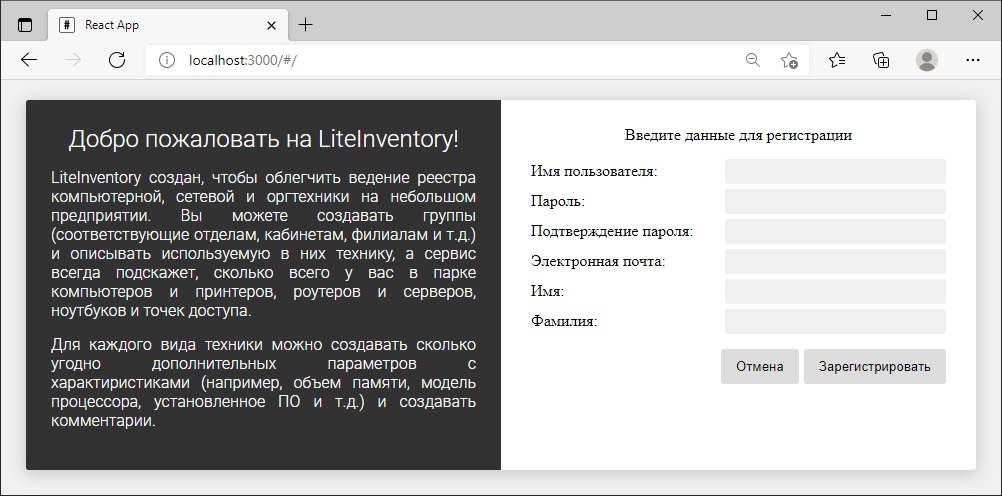 React App
localhost:3000/#/
Добро пожаловать на LiteInventory!
LiteInventory создан, чтобы облегчить ведение реестра
компьютерной, сетевой и оргтехники на небольшом
предприятии. Вы можете создавать группы
(соответствующие отделам, кабинетам, филиалам и т.д.)
и описывать используемую в них технику, а сервис
всегда подскажет, сколько всего у вас в парке
компьютеров и принтеров, роутеров и серверов,
ноутбуков и точек доступа.
Для каждого вида техники можно создавать сколько
угодно дополнительных параметров с
характиристиками (например, объем памяти, модель
процессора, установленное ПО и т.д.) и создавать
комментарии.
Введите данные для регистрации
Имя пользователя:
Пароль:
Подтверждение пароля:
Электронная почта:
Имя:
Фамилия:
Отмена Зарегистрировать